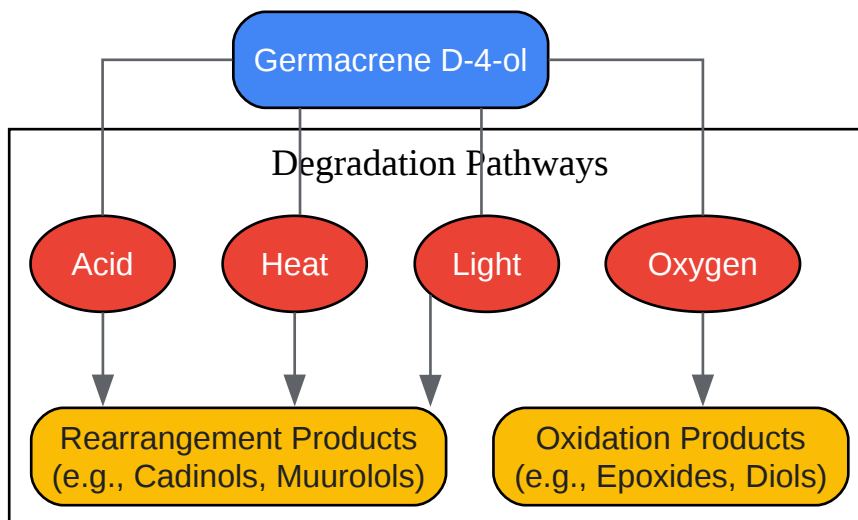 Germacrene D-4-ol
Degradation Pathways
Acid
Heat
Light
Oxygen
Rearrangement Products
(e.g., Cadinols, Muurolols)
Oxidation Products
(e.g., Epoxides, Diols)